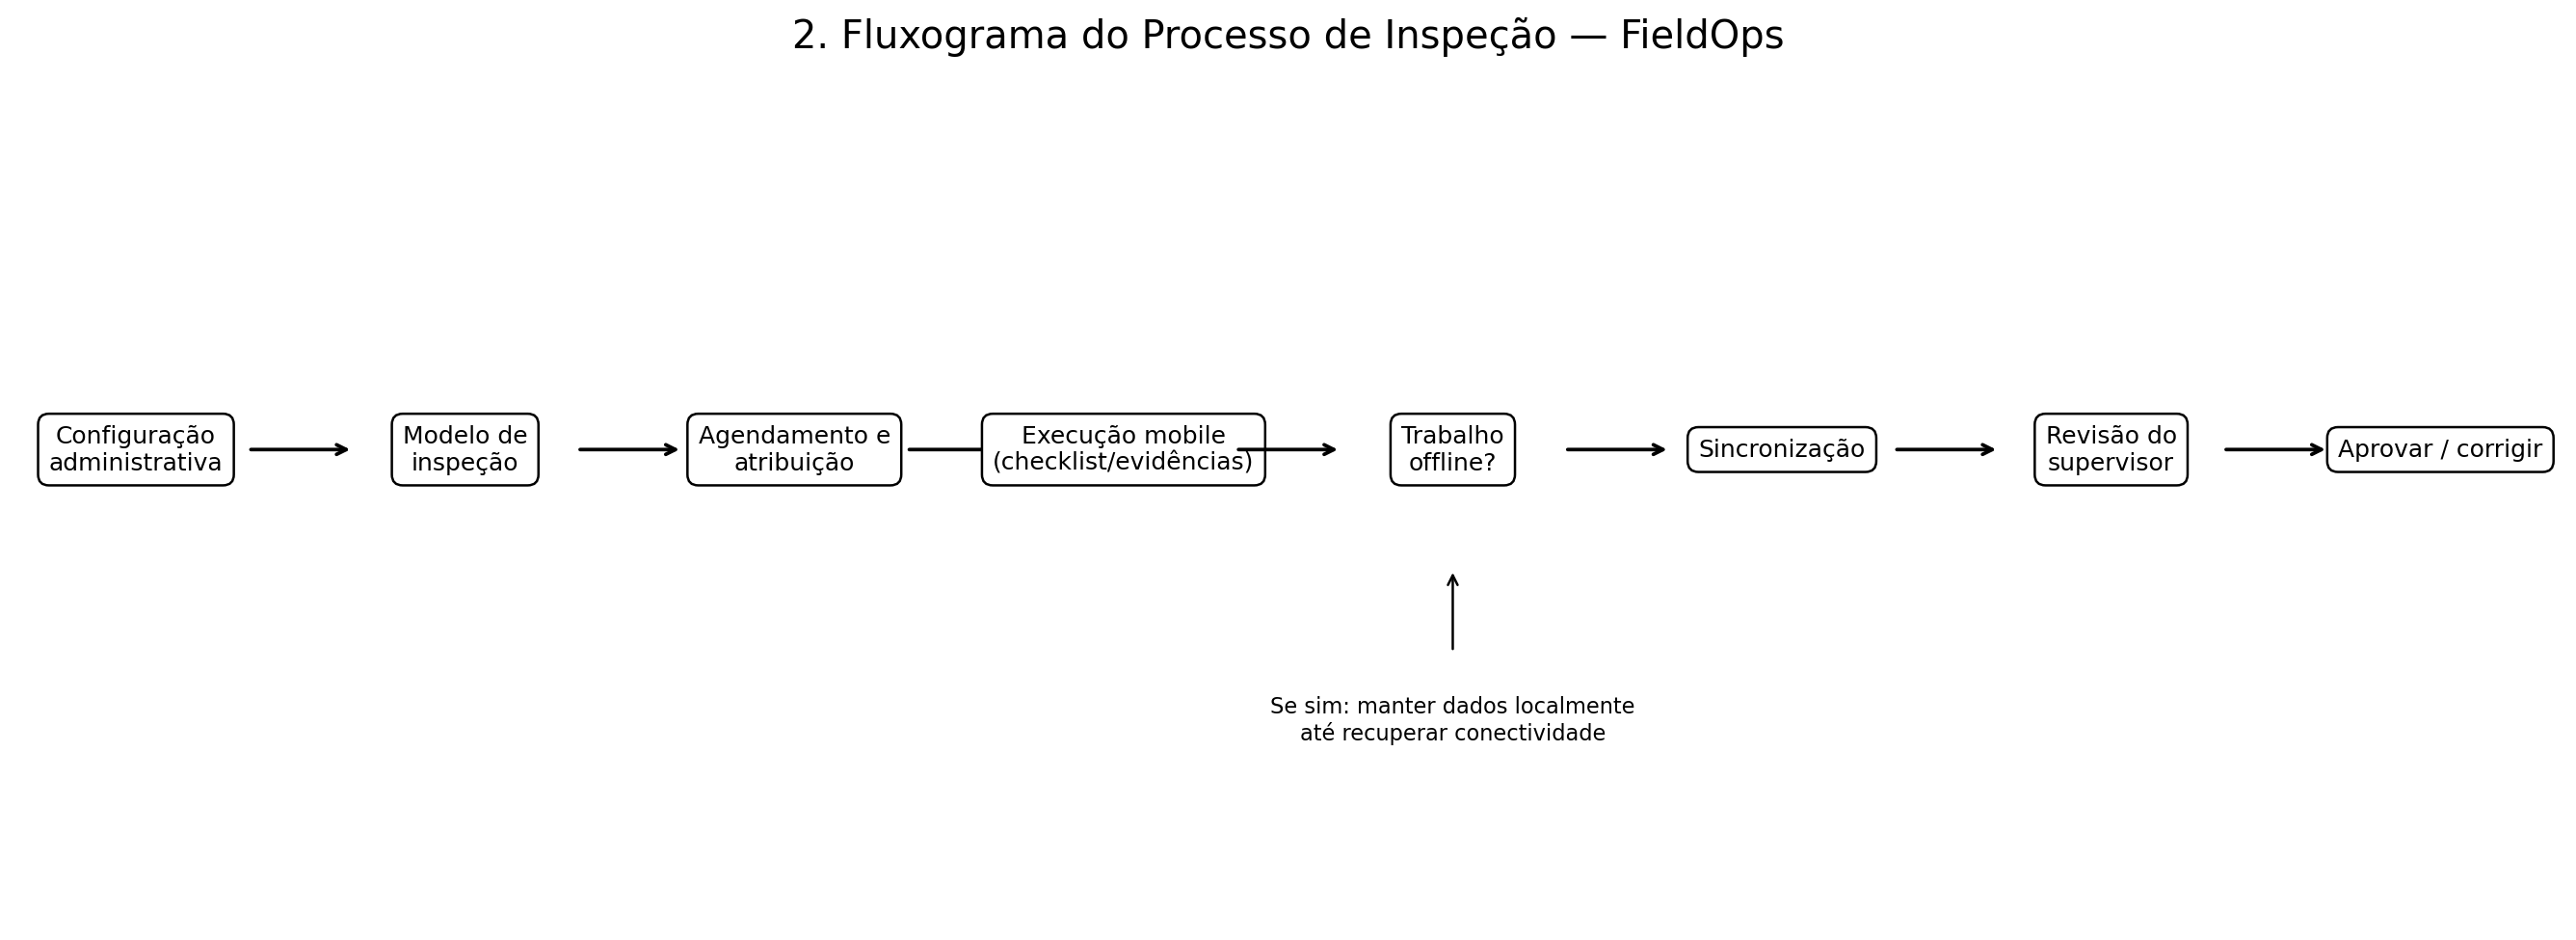 2. Fluxograma do Processo de Inspeção — FieldOps
Configuração
administrativa
Modelo de
inspeção
Agendamento e
atribuição
Execução mobile
(checklist/evidências)
Trabalho
offline?
Sincronização
Revisão do
supervisor
Aprovar / corrigir
Se sim: manter dados localmente
até recuperar conectividade